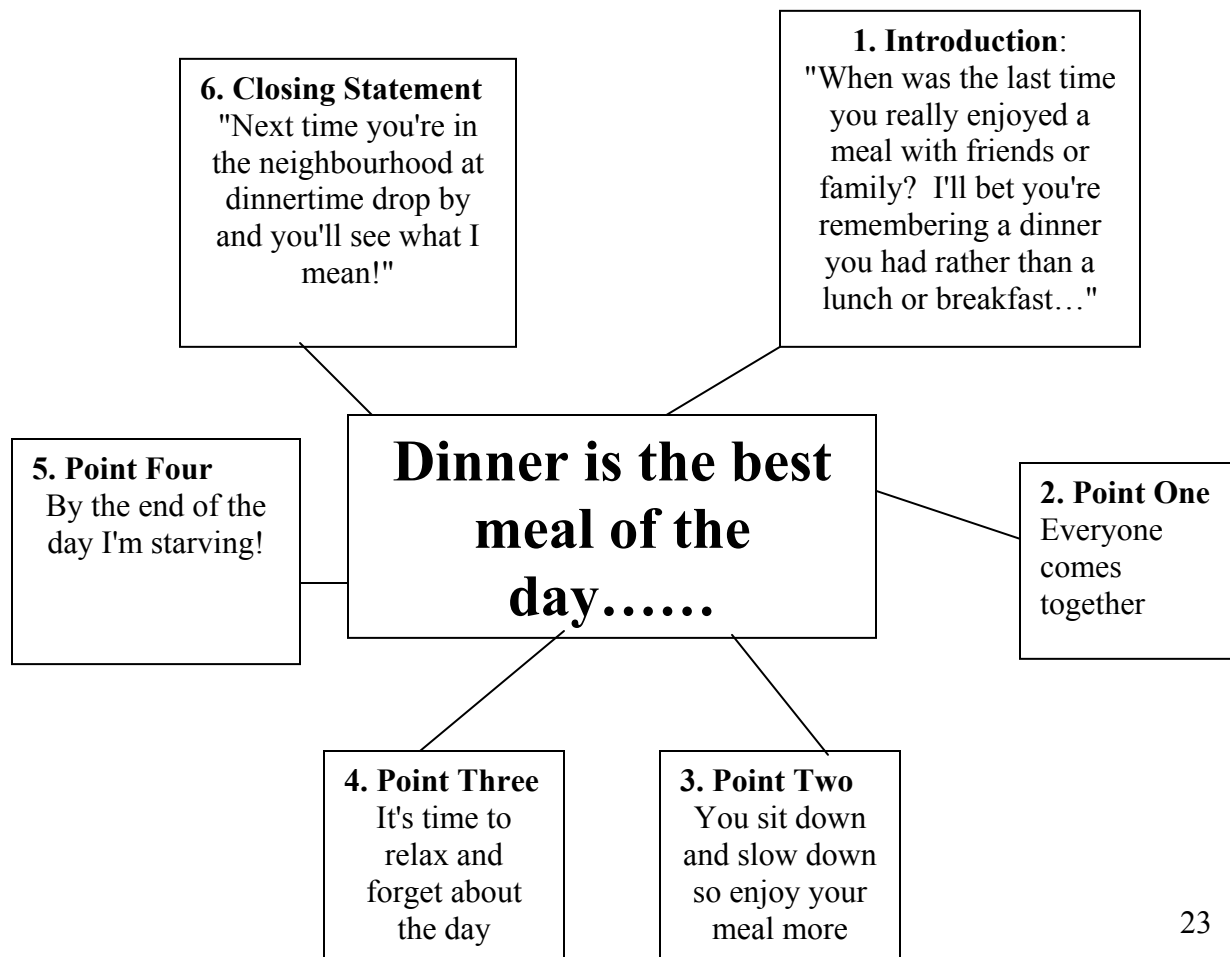 1. Introduction:
"When was the last time
you really enjoyed a
meal with friends or
family?  I'll bet you're
remembering a dinner
you had rather than a
lunch or breakfast…"
6. Closing Statement
"Next time you're in
the neighbourhood at
dinnertime drop by
and you'll see what I
mean!"
Dinner is the best
meal of the
day……
5. Point Four
By the end of the
day I'm starving!
2. Point One
Everyone
comes
together
4. Point Three
It's time to
relax and
forget about
the day
3. Point Two
You sit down
and slow down
so enjoy your
meal more
23